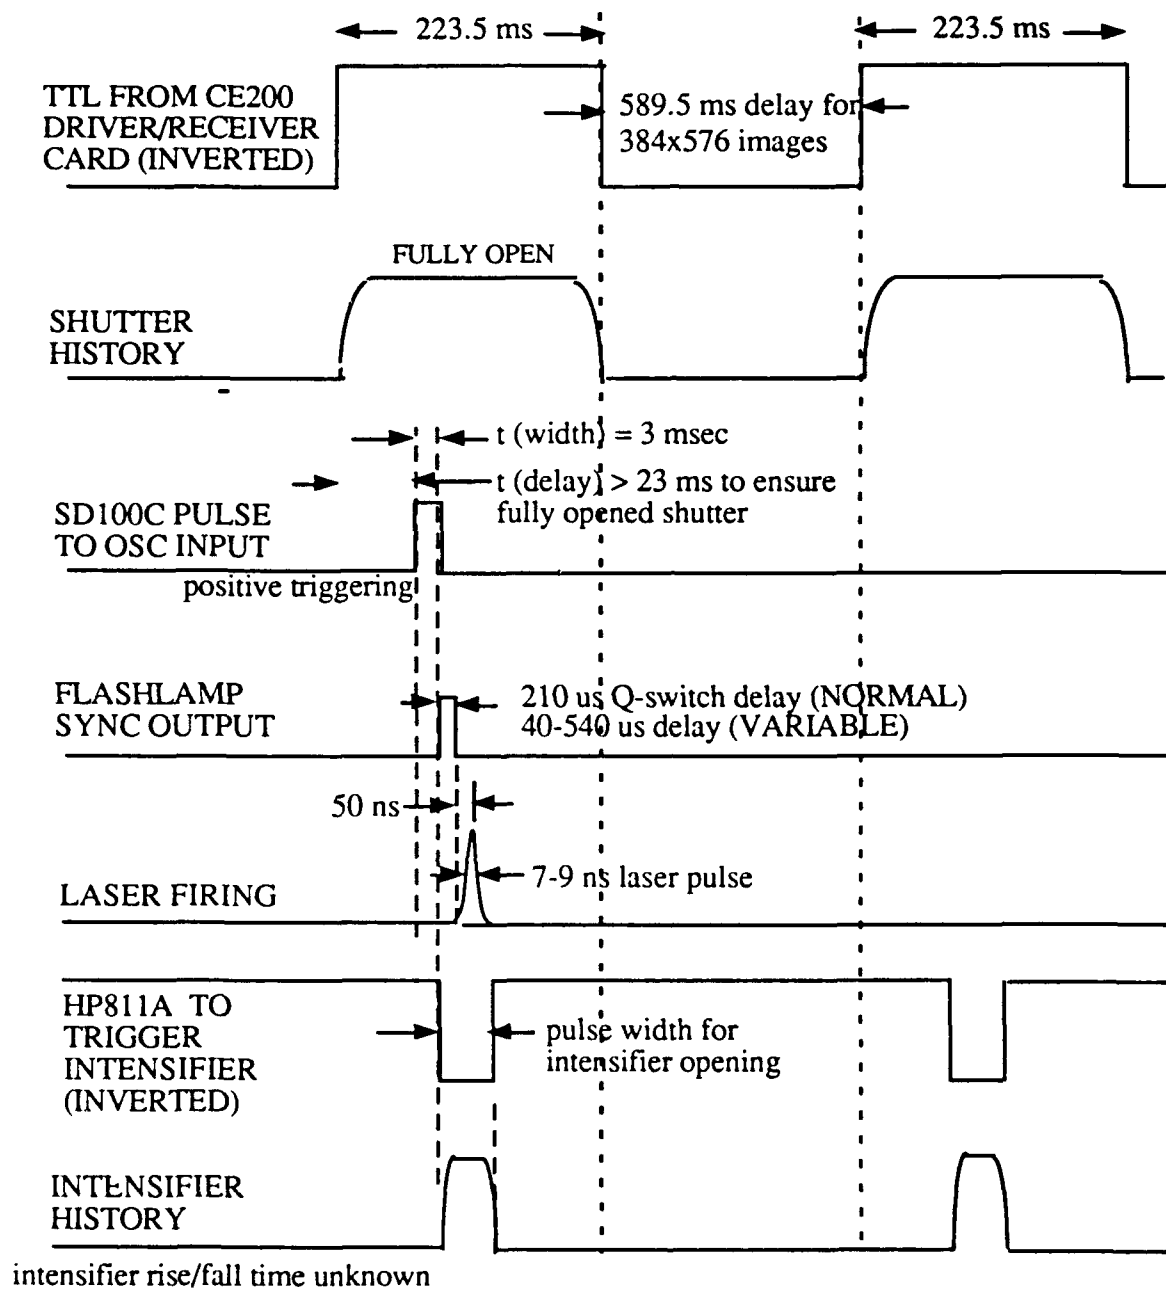 223.5 ms
223.5 ms
TTL FROM CE200
DRIVER/RECEIVER
CARD (INVERTED)
589.5 ms delay for
384x576 images
FULLY OPEN
SHUTTER
HISTORY
t (width) = 3 msec
t (delay) > 23 ms to ensure
fully opened shutter
SD100C PULSE
TO OSC INPUT
positive triggering
FLASHLAMP
SYNC OUTPUT
210 us Q-switch delay (NORMAL)
40-540 us delay (VARIABLE)
50 ns
7-9 ns laser pulse
LASER FIRING
HP811A TO
TRIGGER
INTENSIFIER
(INVERTED)
pulse width for
intensifier opening
INTENSIFIER
HISTORY
intensifier rise/fall time unknown